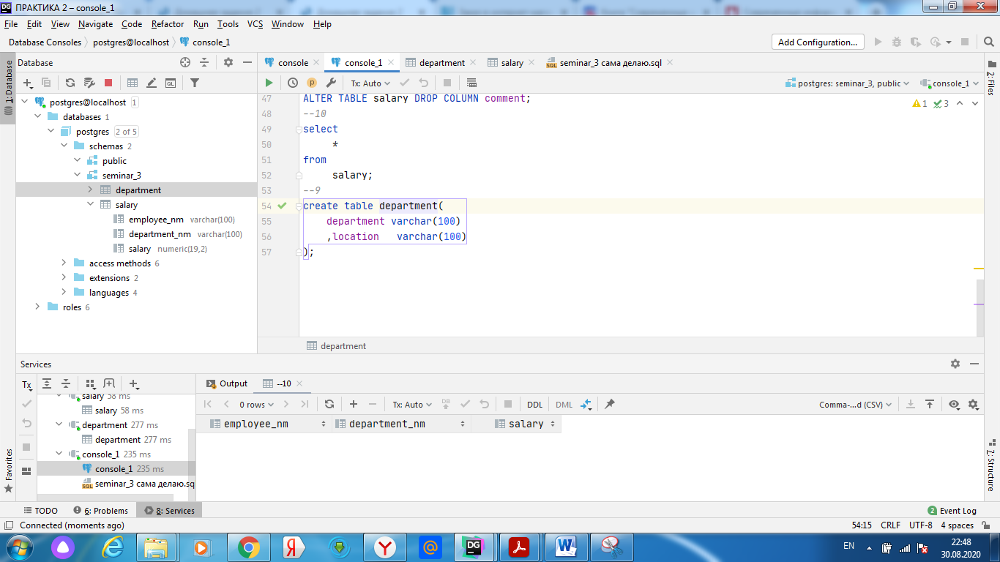 ПРАКТИКА 2 – console_1
File Edit View Navigate Code Refactor Run Tools VCS Window Help
Database Consoles postgres@localhost console_1 Add Configuration...
1: Database
Database
console console_1 department salary seminar_3 сама делаю.sql
2: Files
Tx: Auto postgres: seminar_3, public console_1
postgres@localhost 1
databases 1
postgres 2 of 5
schemas 2
public
seminar_3
department
salary
employee_nm varchar(100)
department_nm varchar(100)
salary numeric(19,2)
access methods 6
extensions 2
languages 4
roles 6
1 3
47 ALTER TABLE salary DROP COLUMN comment;
48 --10
49 select
50 *
51 from
52 salary;
53 --9
54 create table department(
55 department varchar(100)
56 ,location varchar(100)
57 );
department
Services
Tx
salary 58 ms
salary 58 ms
department 277 ms
department 277 ms
console_1 235 ms
console_1 235 ms
seminar_3 сама делаю.sql
Output --10
0 rows Tx: Auto DB DDL DML Comma-...d (CSV)
employee_nm department_nm salary
Favorites
7: Structure
TODO 6: Problems 8: Services 2 Event Log
Connected (moments ago) 54:15 CRLF UTF-8 4 spaces
EN 22:48
30.08.2020